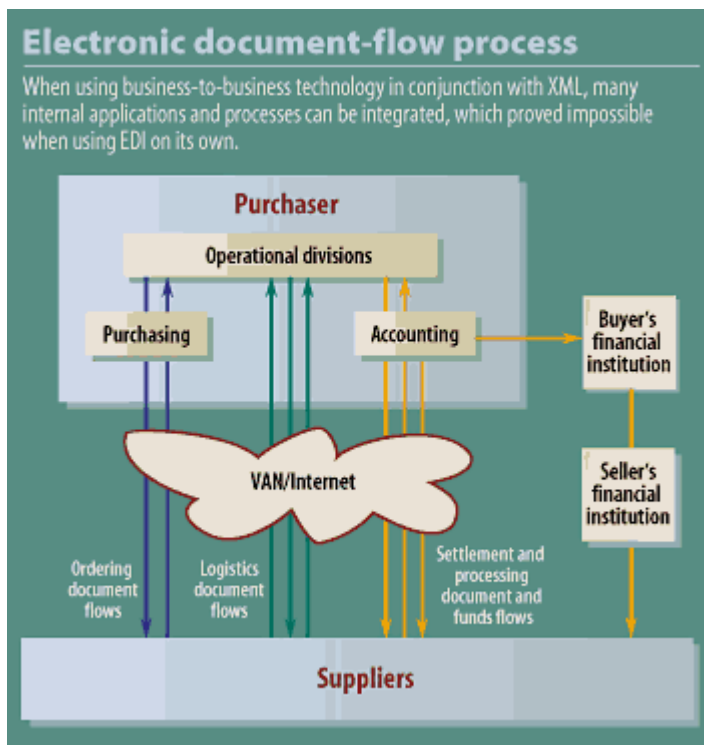 Electronic document-flow process
When using business-to-business technology in conjunction with XML, many
internal applications and processes can be integrated, which proved impossible
when using EDI on its own.
Purchaser
Operational divisions
Purchasing
Accounting
Buyer's
financial
institution
VAN/Internet
Seller's
financial
institution
Ordering
document
flows
Logistics
document
flows
Settlement and
processing
document and
funds flows
Suppliers